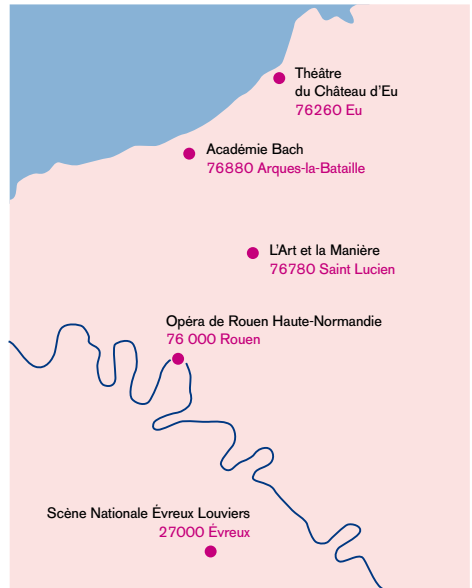 Théâtre
du Château d'Eu
76260 Eu
Académie Bach
76880 Arques-la-Bataille
L'Art et la Manière
76780 Saint Lucien
Opéra de Rouen Haute-Normandie
76 000 Rouen
Scène Nationale Évreux Louviers
27000 Évreux